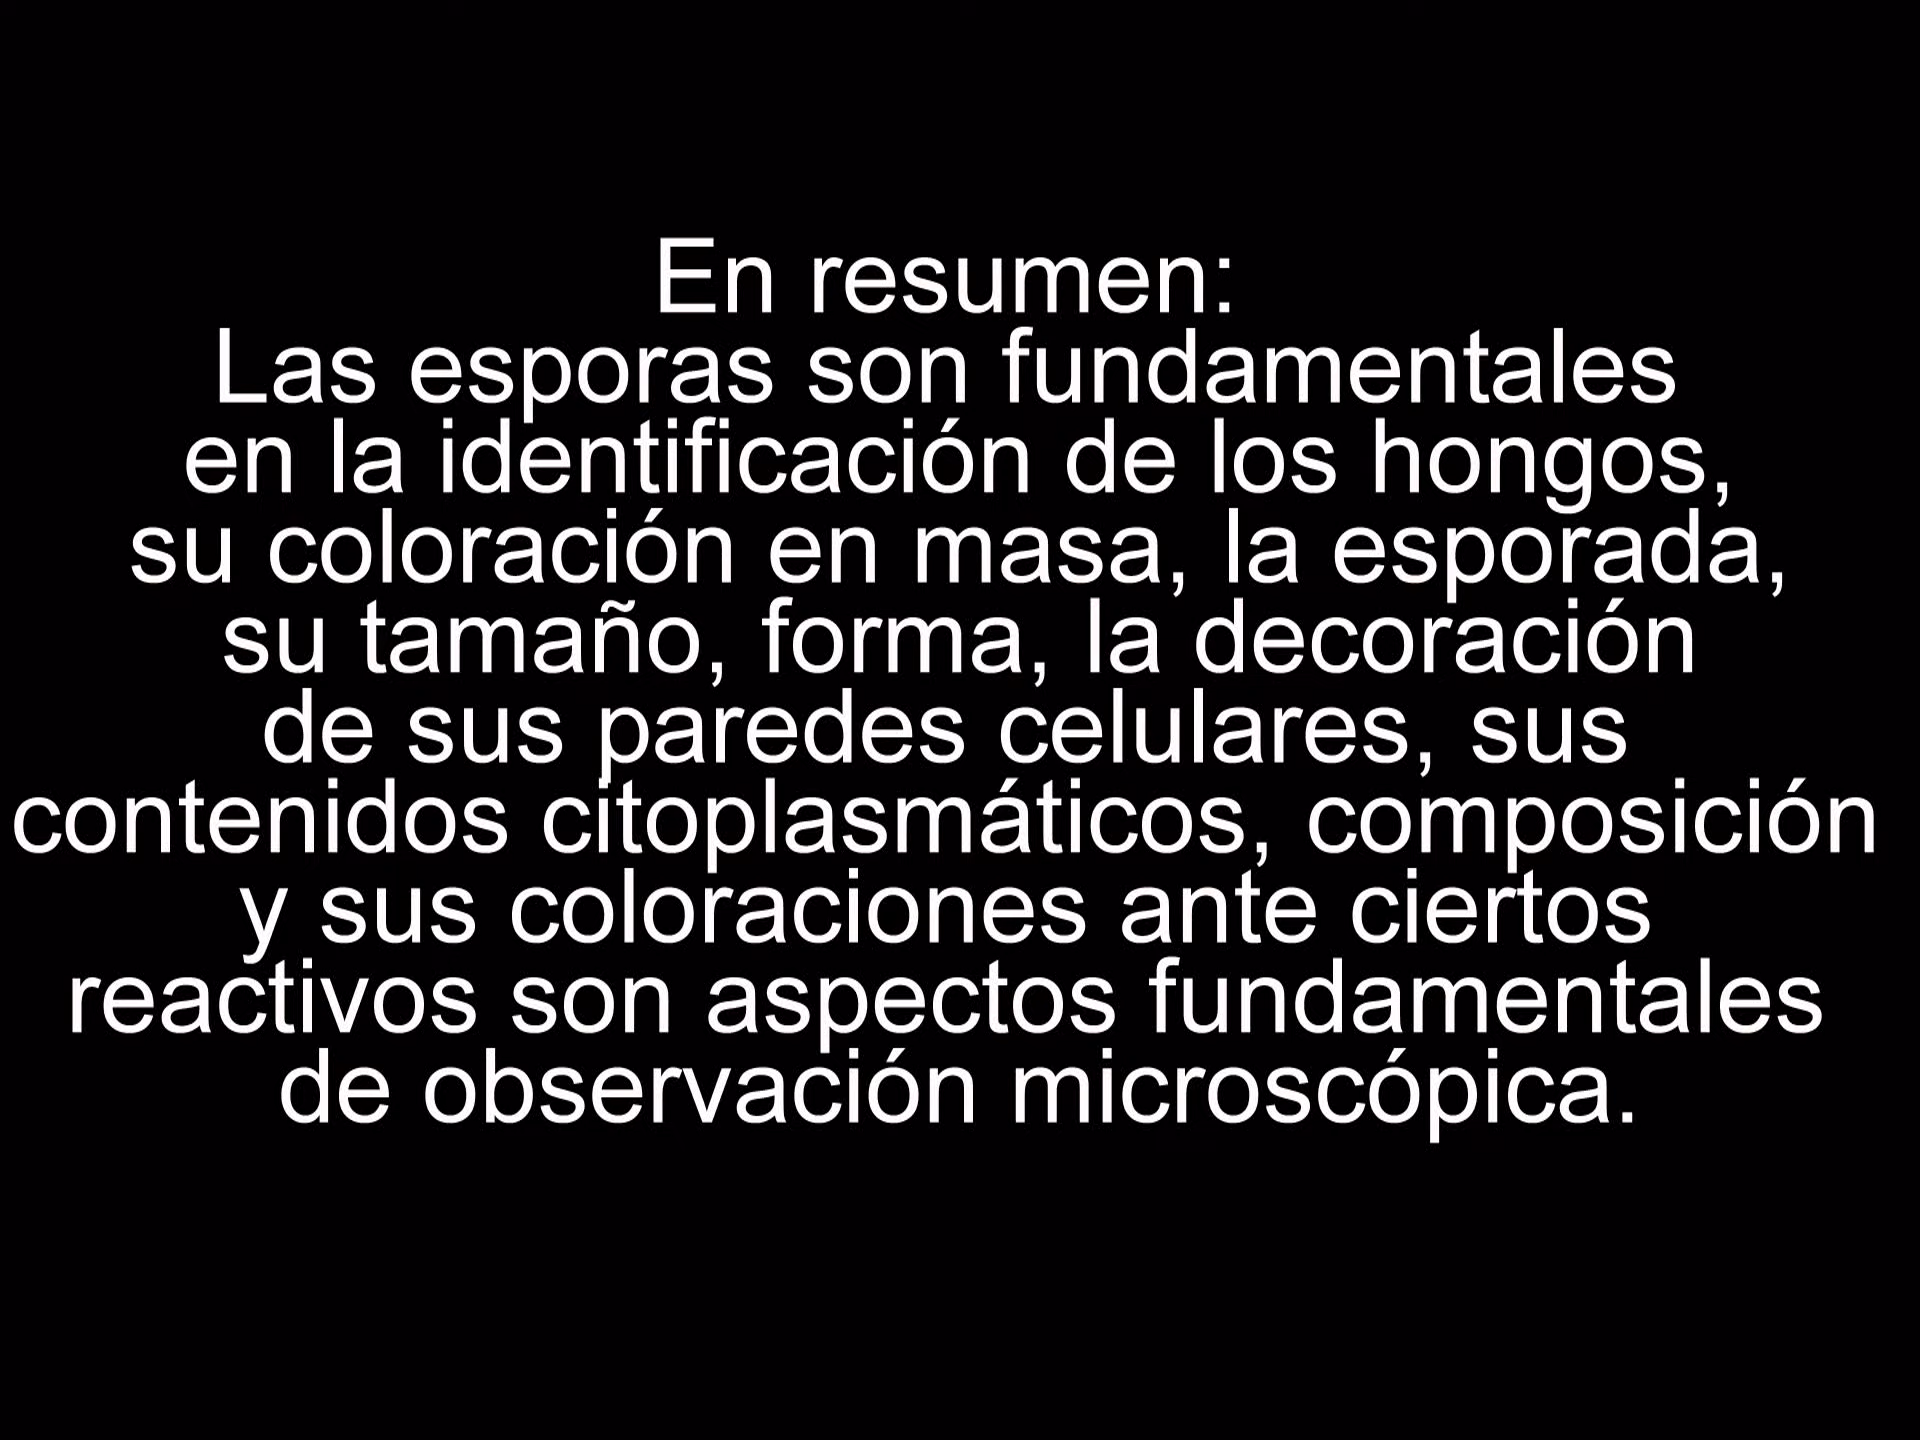 En resumen:
Las esporas son fundamentales
en la identificación de los hongos,
su coloración en masa, la esporada,
su tamaño, forma, la decoración
de sus paredes celulares, sus
contenidos citoplasmáticos, composición
y sus coloraciones ante ciertos
reactivos son aspectos fundamentales
de observación microscópica.